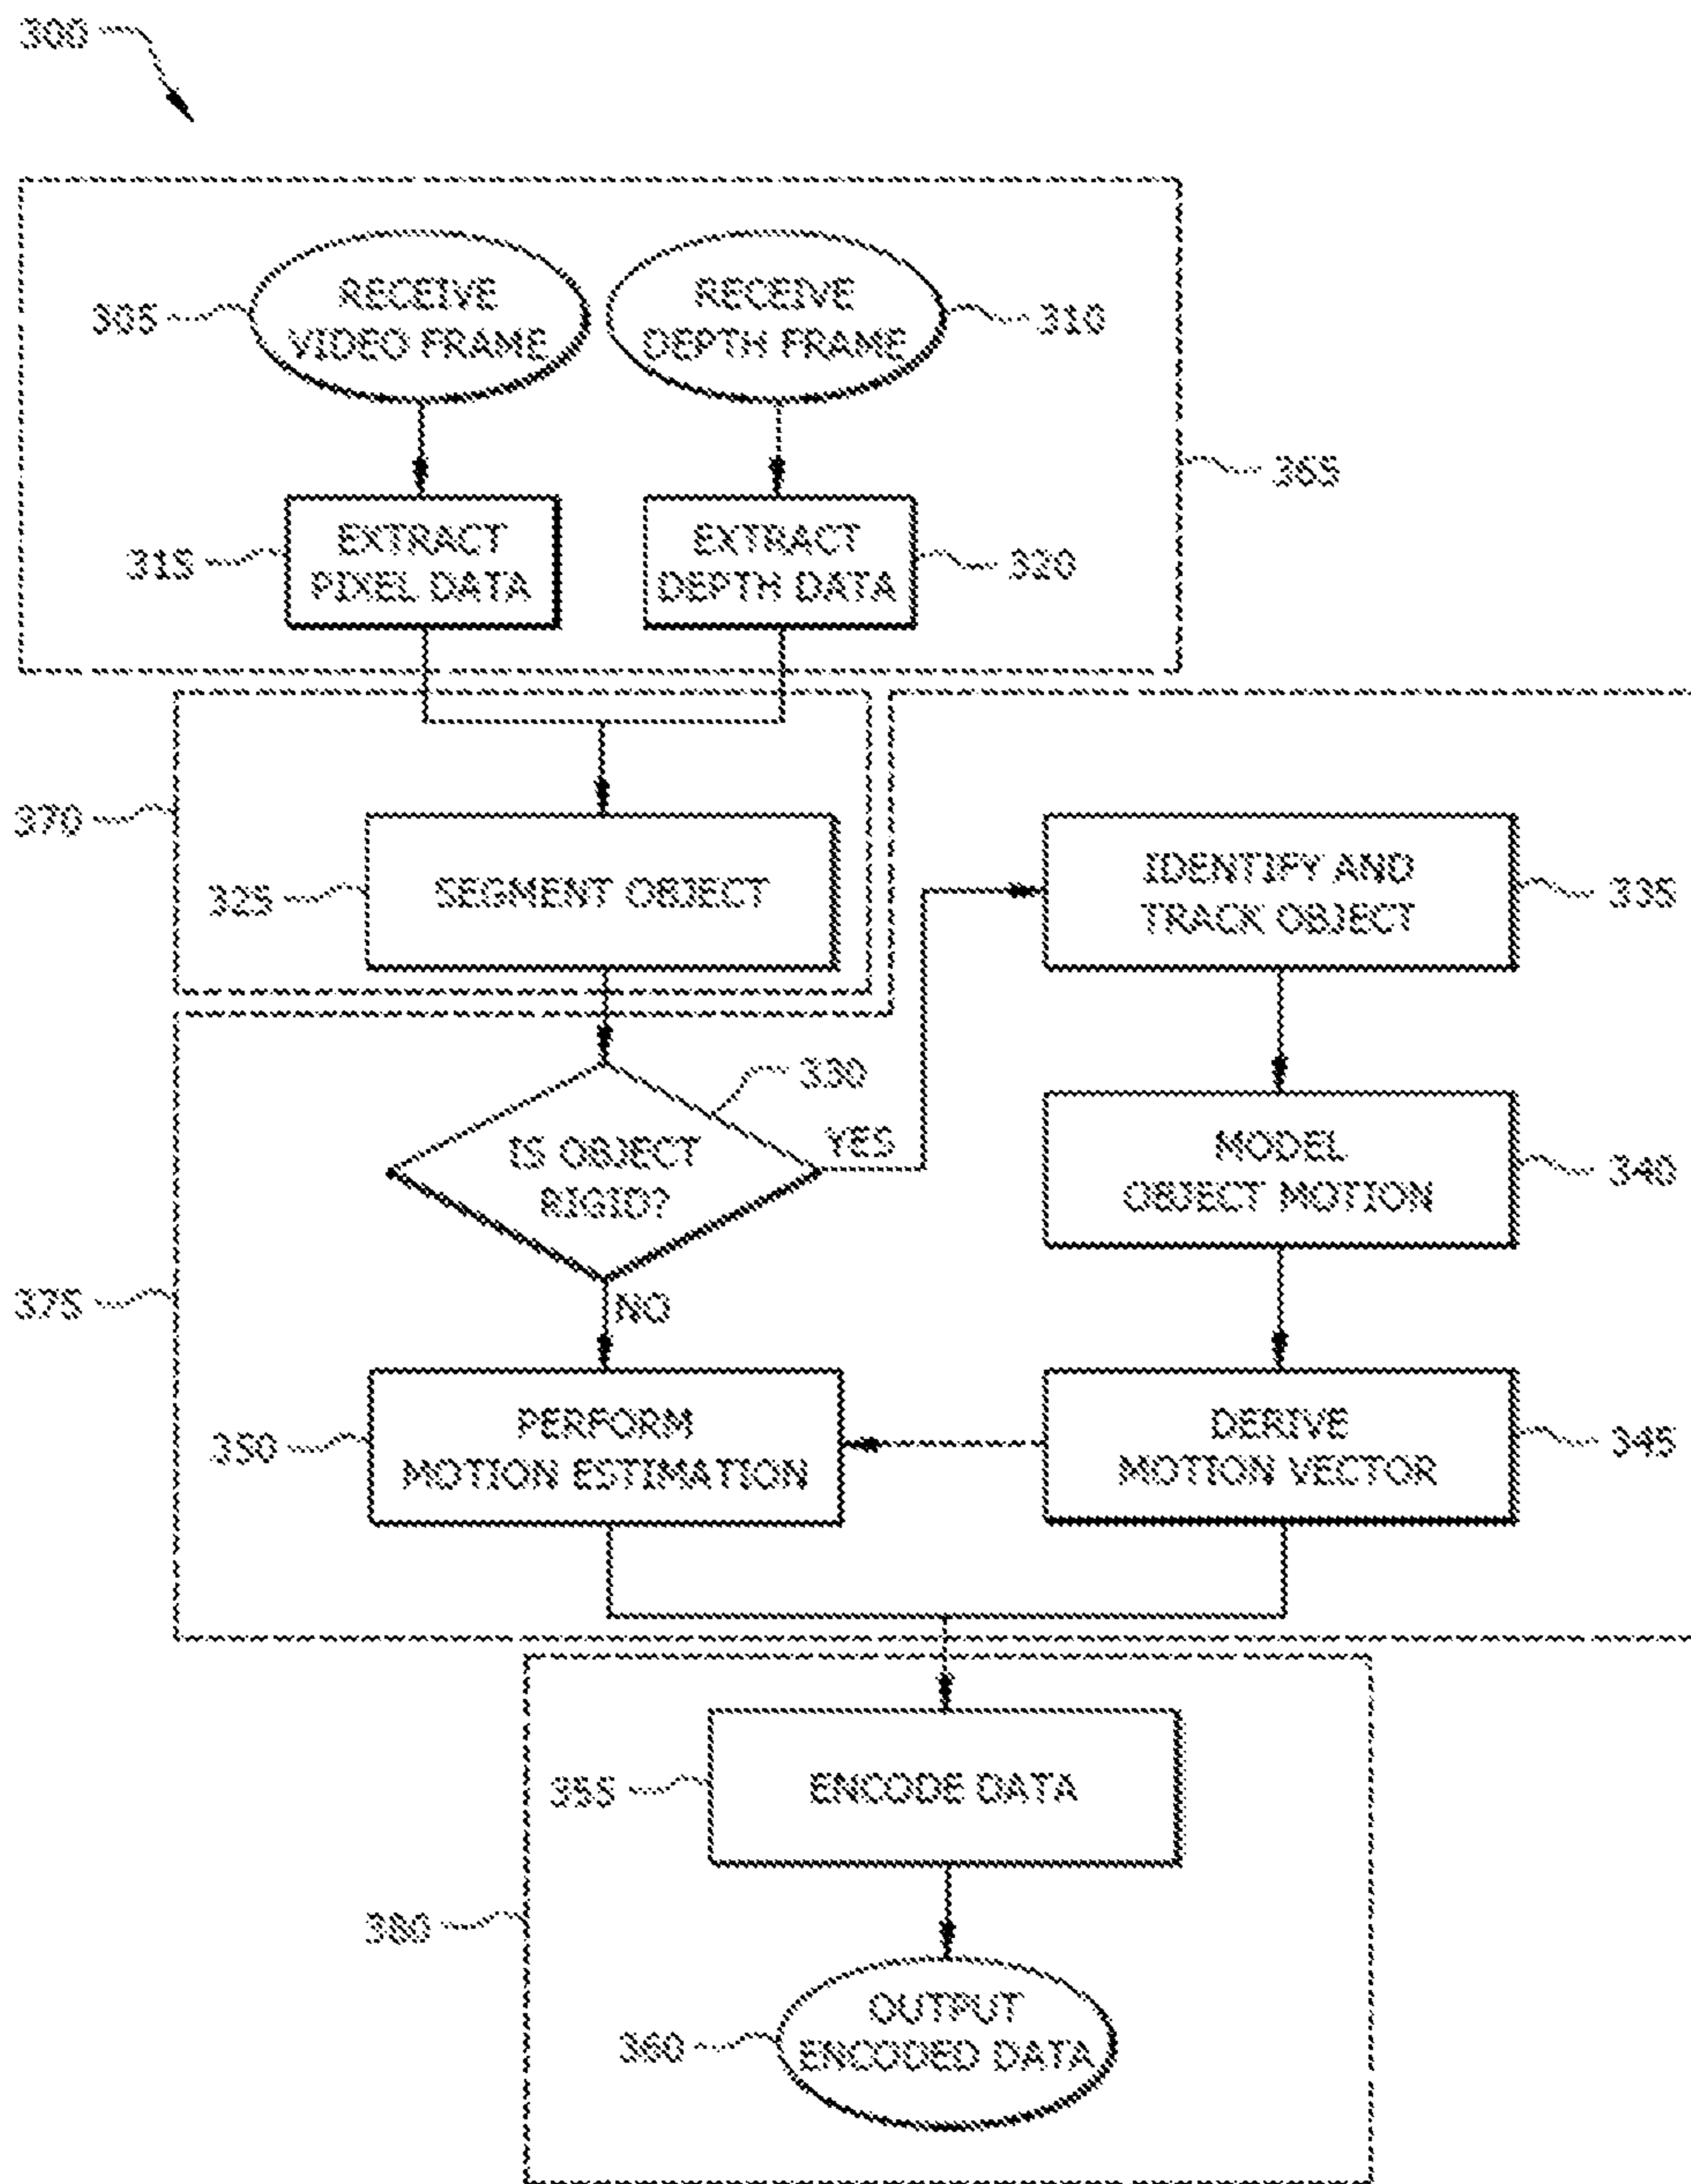 300
RECEIVE
VIDEO FRAME
305
RECEIVE
DEPTH FRAME
310
365
EXTRACT
PIXEL DATA
315
EXTRACT
DEPTH DATA
320
370
325
SEGMENT OBJECT
IDENTIFY AND
TRACK OBJECT
335
330
IS OBJECT
RIGID?
YES
NO
MODEL
OBJECT MOTION
340
375
350
PERFORM
MOTION ESTIMATION
DERIVE
MOTION VECTOR
345
355
ENCODE DATA
380
360
OUTPUT
ENCODED DATA